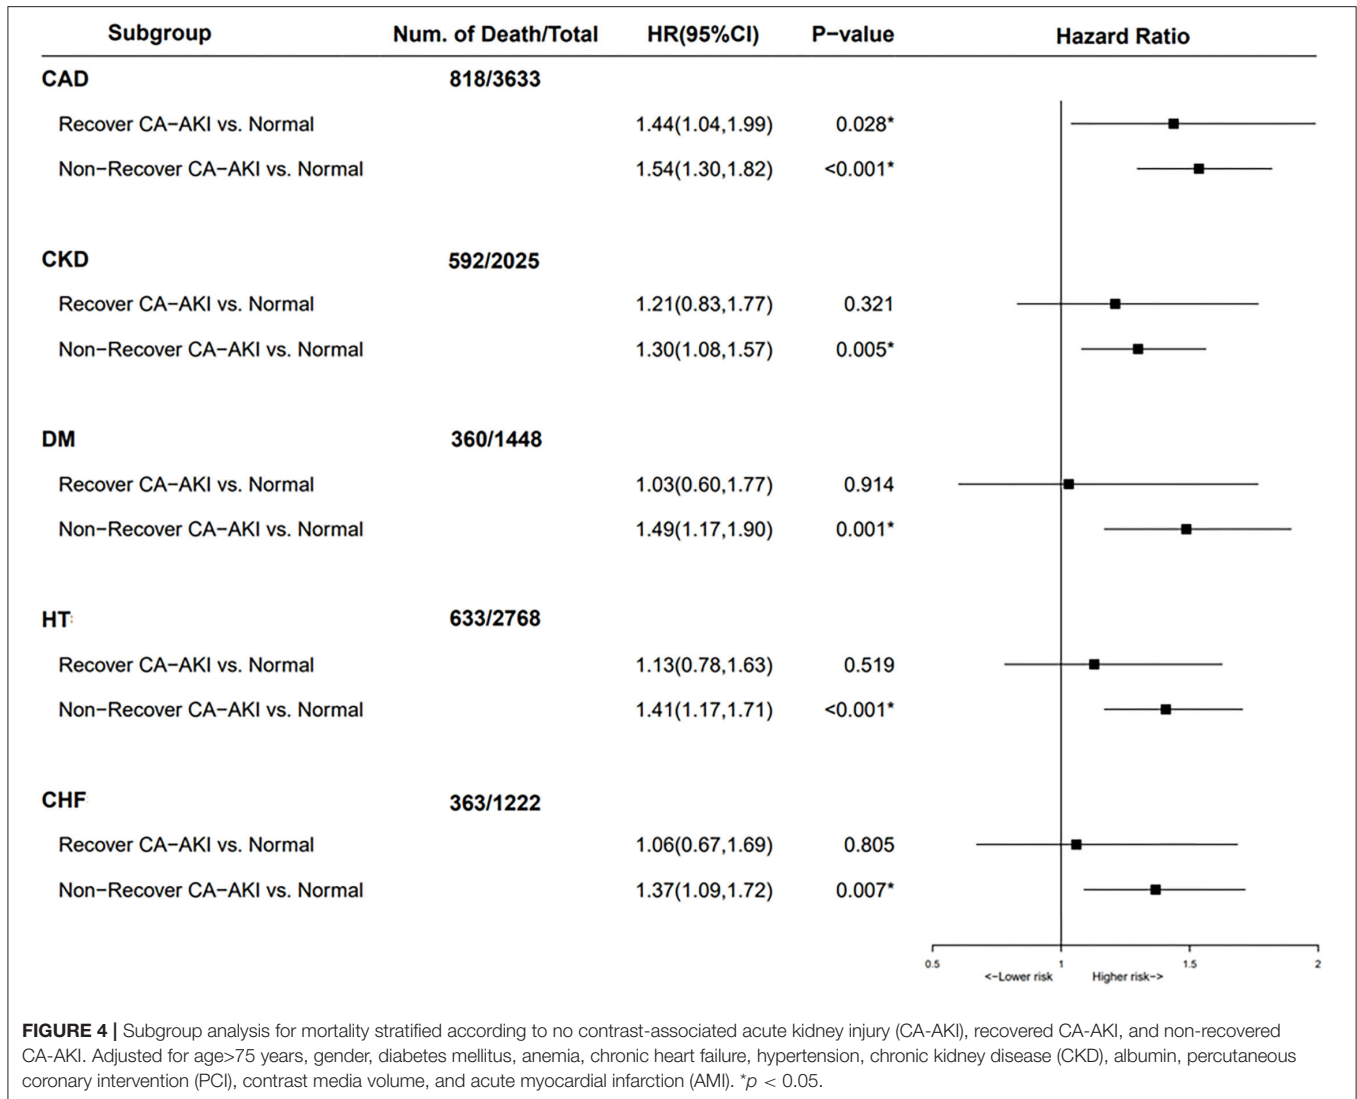 Subgroup Num. of Death/Total HR(95%CI) P−value Hazard Ratio
CAD 818/3633
Recover CA−AKI vs. Normal 1.44(1.04,1.99) 0.028*
Non−Recover CA−AKI vs. Normal 1.54(1.30,1.82) <0.001*
CKD 592/2025
Recover CA−AKI vs. Normal 1.21(0.83,1.77) 0.321
Non−Recover CA−AKI vs. Normal 1.30(1.08,1.57) 0.005*
DM 360/1448
Recover CA−AKI vs. Normal 1.03(0.60,1.77) 0.914
Non−Recover CA−AKI vs. Normal 1.49(1.17,1.90) 0.001*
HT 633/2768
Recover CA−AKI vs. Normal 1.13(0.78,1.63) 0.519
Non−Recover CA−AKI vs. Normal 1.41(1.17,1.71) <0.001*
CHF 363/1222
Recover CA−AKI vs. Normal 1.06(0.67,1.69) 0.805
Non−Recover CA−AKI vs. Normal 1.37(1.09,1.72) 0.007*
0.5 1 1.5 2
<−Lower risk Higher risk−>
FIGURE 4 | Subgroup analysis for mortality stratified according to no contrast-associated acute kidney injury (CA-AKI), recovered CA-AKI, and non-recovered
CA-AKI. Adjusted for age>75 years, gender, diabetes mellitus, anemia, chronic heart failure, hypertension, chronic kidney disease (CKD), albumin, percutaneous
coronary intervention (PCI), contrast media volume, and acute myocardial infarction (AMI). *p < 0.05.